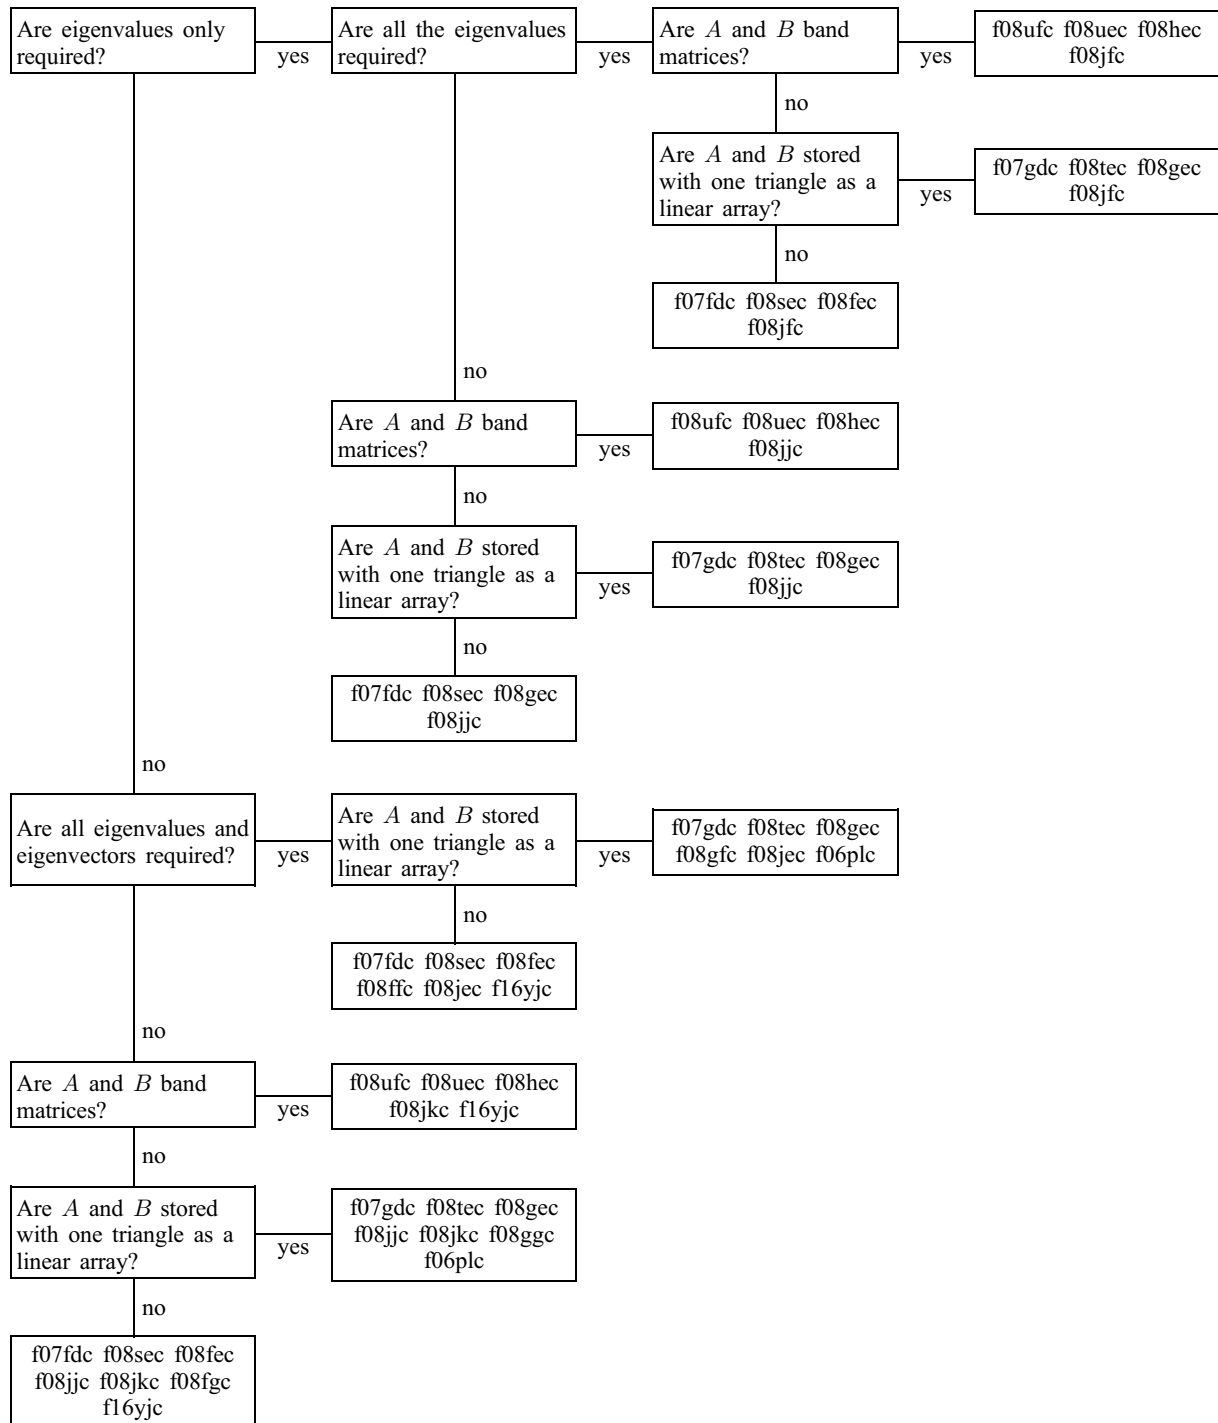 Are eigenvalues only
required?
yes
Are all the eigenvalues
required?
yes
Are A and B band
matrices?
yes
f08ufc f08uec f08hec
f08jfc
no
Are A and B stored
with one triangle as a
linear array?
yes
f07gdc f08tec f08gec
f08jfc
no
f07fdc f08sec f08fec
f08jfc
no
Are A and B band
matrices?
yes
f08ufc f08uec f08hec
f08jjc
no
Are A and B stored
with one triangle as a
linear array?
yes
f07gdc f08tec f08gec
f08jjc
no
f07fdc f08sec f08gec
f08jjc
no
Are all eigenvalues and
eigenvectors required?
yes
Are A and B stored
with one triangle as a
linear array?
yes
f07gdc f08tec f08gec
f08gfc f08jec f06plc
no
f07fdc f08sec f08fec
f08ffc f08jec f16yjc
no
Are A and B band
matrices?
yes
f08ufc f08uec f08hec
f08jkc f16yjc
no
Are A and B stored
with one triangle as a
linear array?
yes
f07gdc f08tec f08gec
f08jjc f08jkc f08ggc
f06plc
no
f07fdc f08sec f08fec
f08jjc f08jkc f08fgc
f16yjc